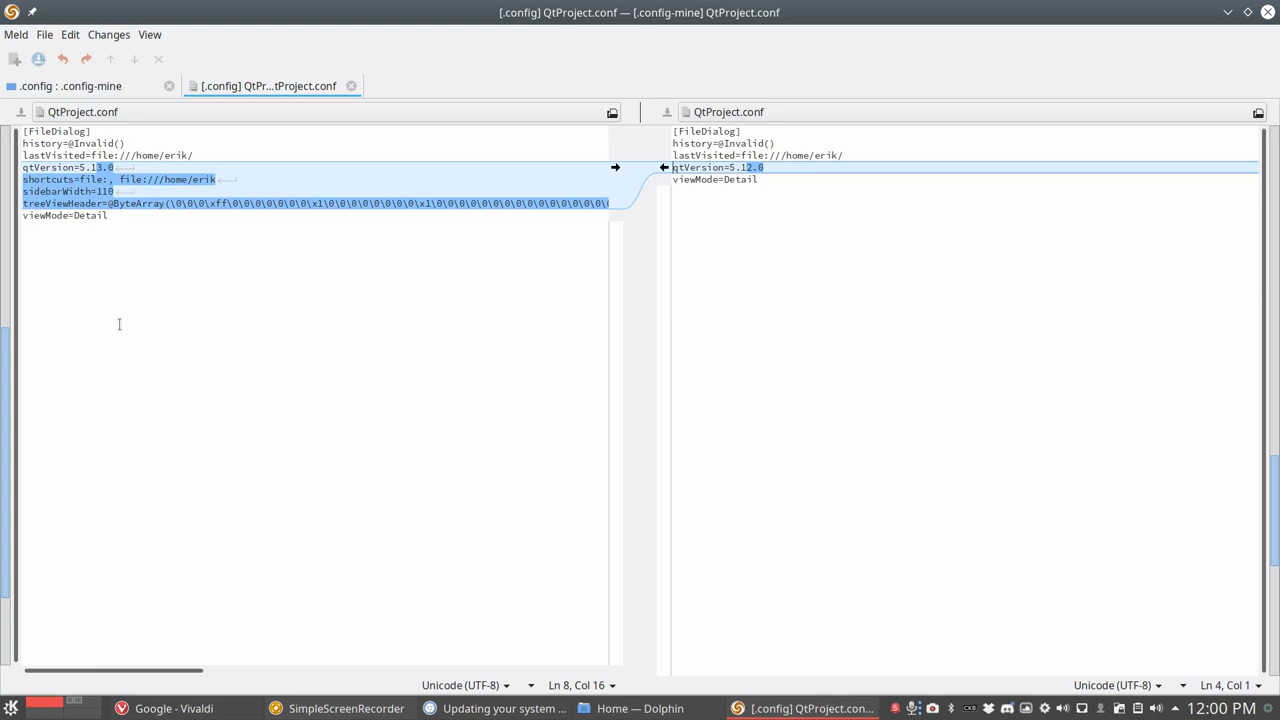 [.config] QtProject.conf — [.config-mine] QtProject.conf
Meld File Edit Changes View
.config : .config-mine
[.config] QtPr...tProject.conf
QtProject.conf
QtProject.conf
[FileDialog]
history=@Invalid()
lastVisited=file:///home/erik/
qtVersion=5.13.0
shortcuts=file:, file:///home/erik
sidebarWidth=110
treeViewHeader=@ByteArray(\0\0\0\xff\0\0\0\0\0\0\0\x1\0\0\0\0\0\0\0\x1\0\0\0\0\0\0\0\0\0\0\0\0\0\0\0
viewMode=Detail
[FileDialog]
history=@Invalid()
lastVisited=file:///home/erik/
qtVersion=5.12.0
viewMode=Detail
Unicode (UTF-8) Ln 8, Col 16
Unicode (UTF-8) Ln 4, Col 1
Google - Vivaldi
SimpleScreenRecorder
Updating your system ...
Home — Dolphin
[.config] QtProject.con...
12:00 PM